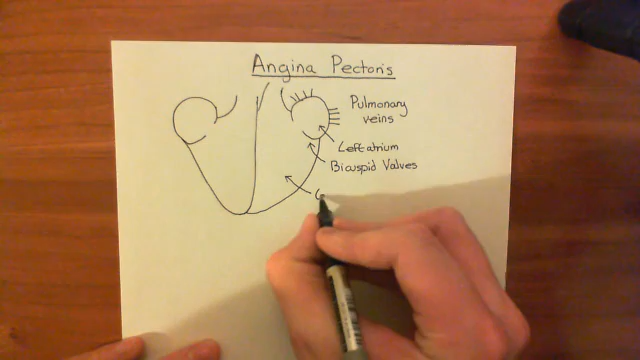 Angina Pectoris
Pulmonary
veins
Left atrium
Bicuspid Valves